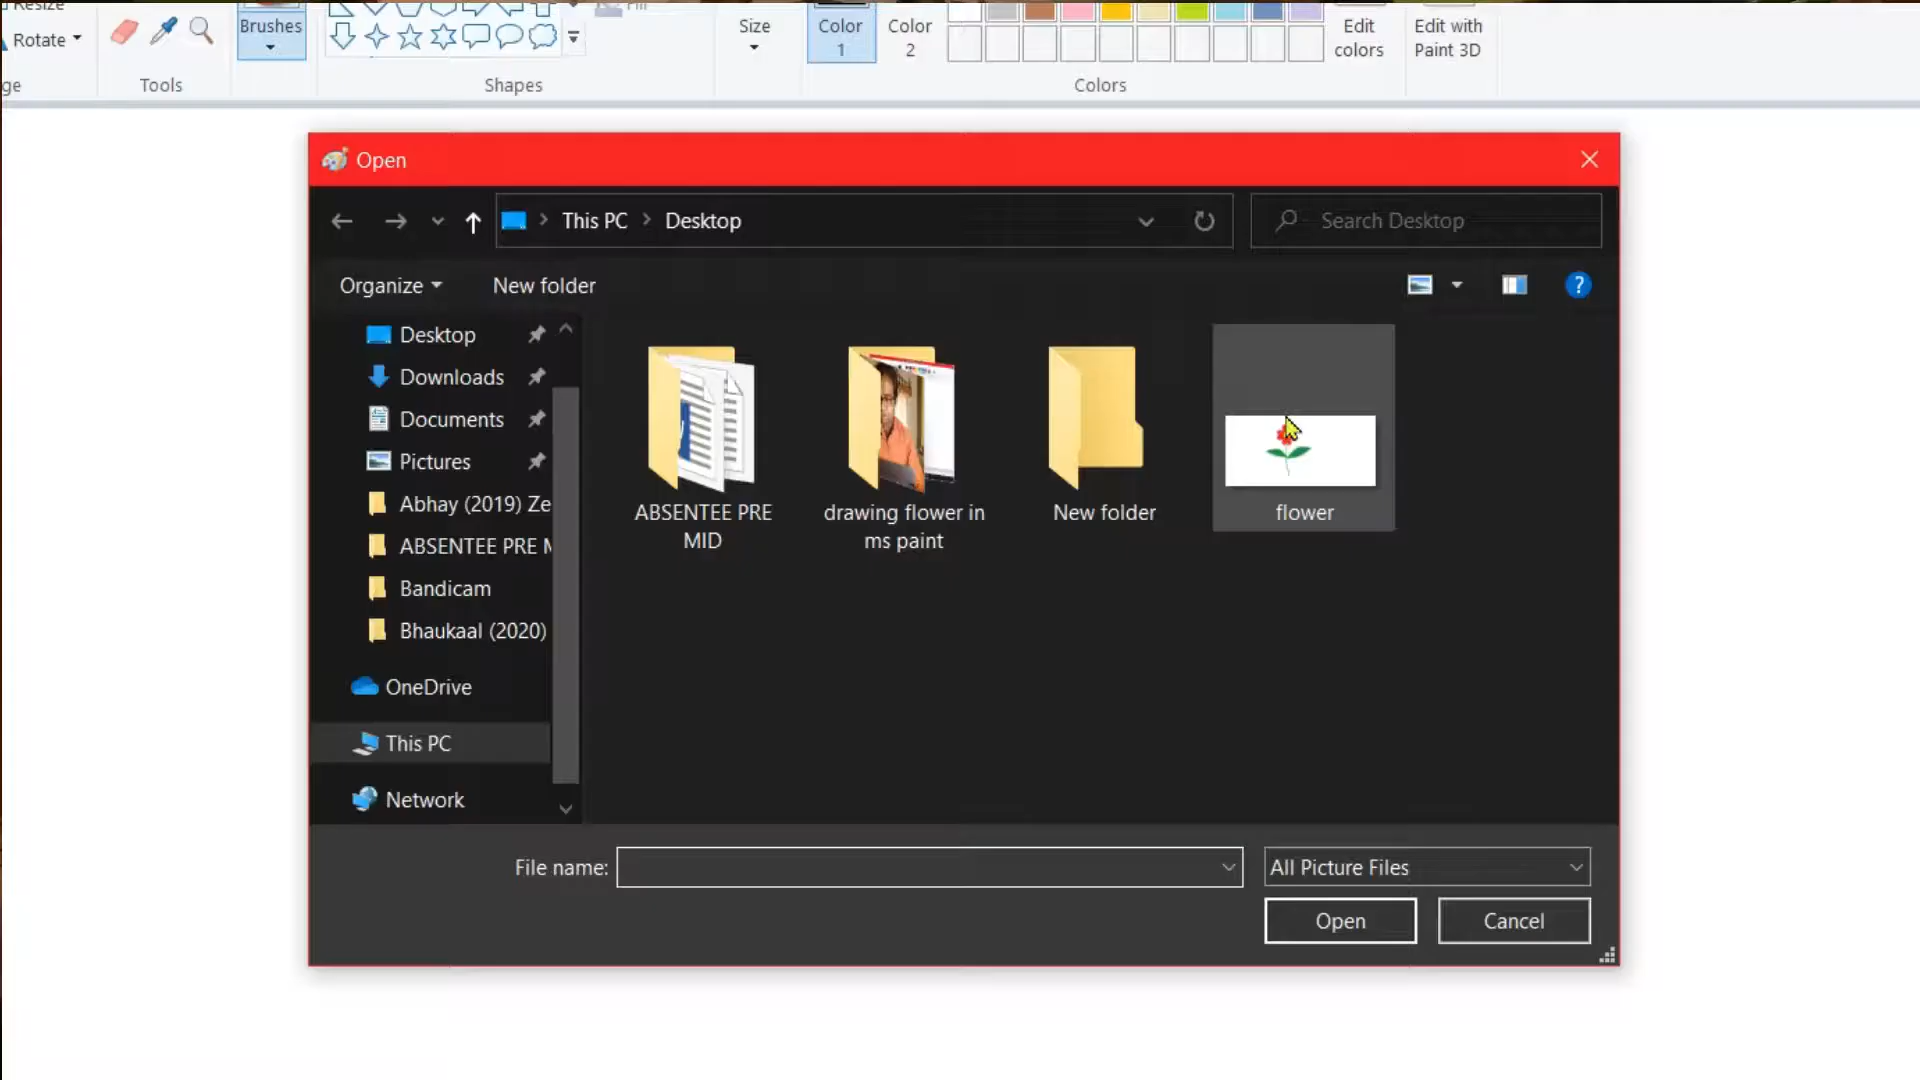 Resize
Rotate
Brushes
Fill
Size
Color
1
Color
2
Edit
colors
Edit with
Paint 3D
ge
Tools
Shapes
Colors
Open
This PC
Desktop
Search Desktop
Organize
New folder
?
Desktop
Downloads
Documents
Pictures
Abhay (2019) Ze
ABSENTEE PRE M
Bandicam
Bhaukaal (2020)
OneDrive
This PC
Network
ABSENTEE PRE
MID
drawing flower in
ms paint
New folder
flower
File name:
All Picture Files
Open
Cancel